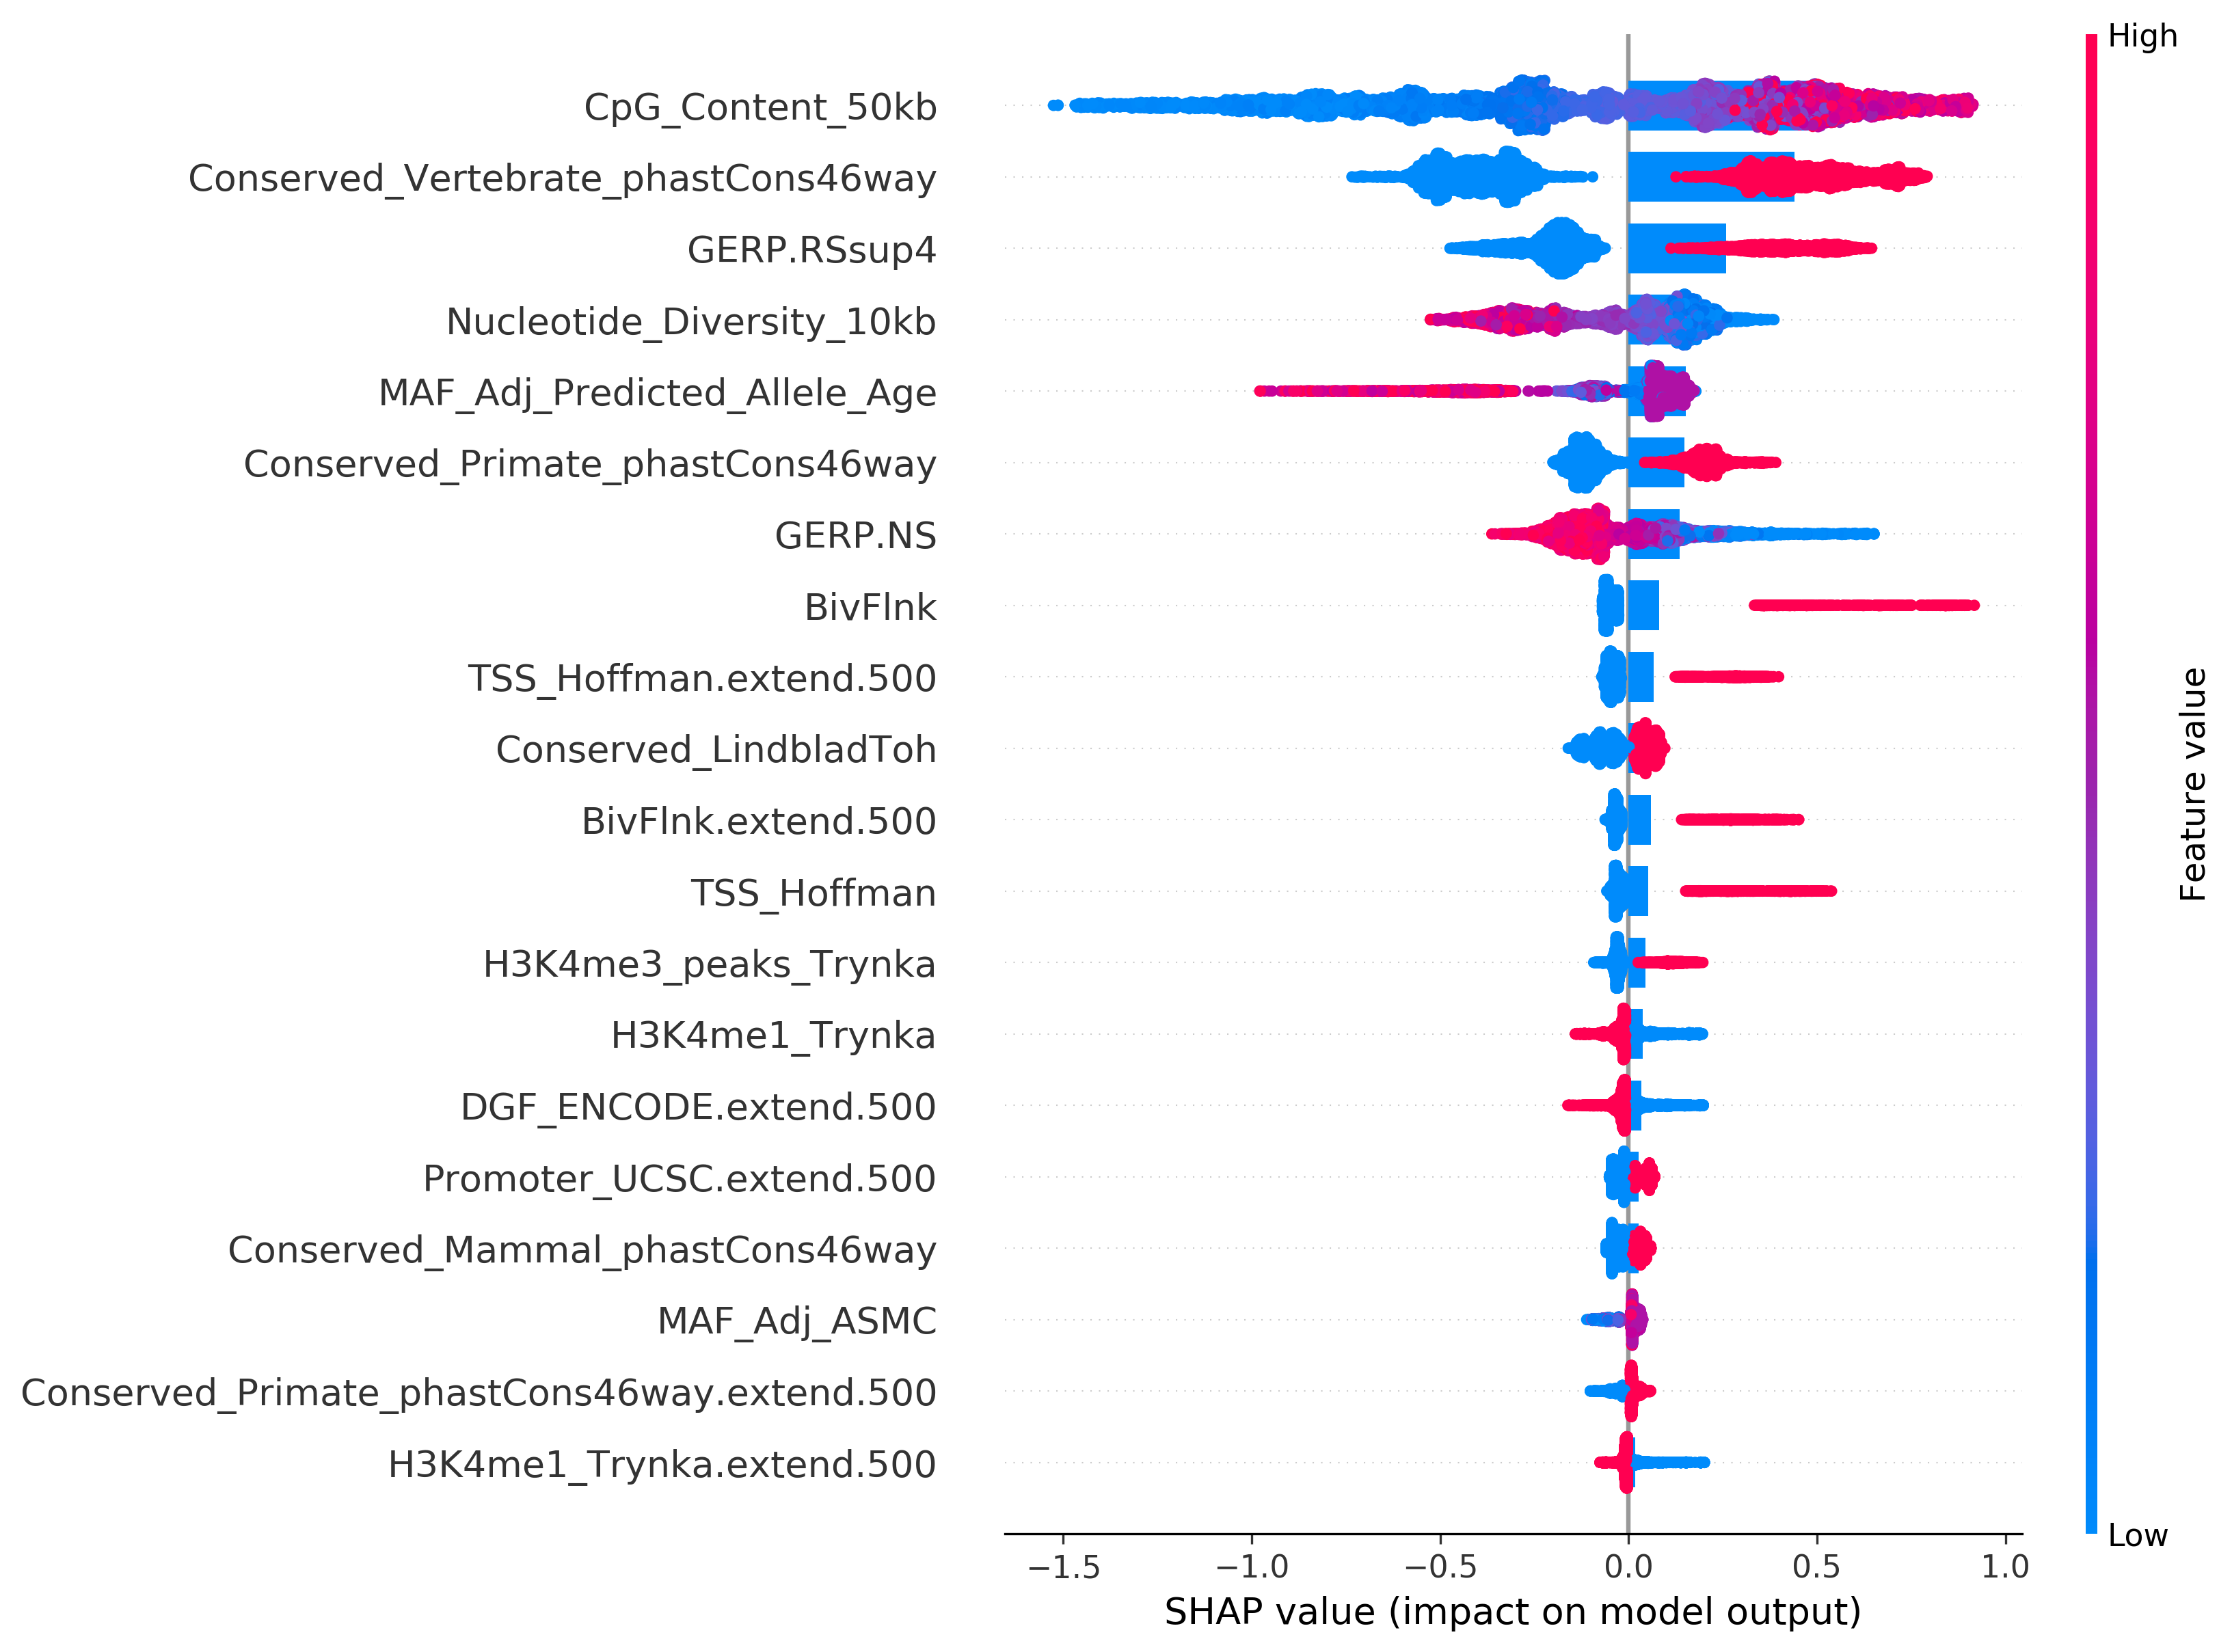 High
CpG_Content_50kb
Conserved_Vertebrate_phastCons46way
GERP.RSsup4
Nucleotide_Diversity_10kb
MAF_Adj_Predicted_Allele_Age
Conserved_Primate_phastCons46way
GERP.NS
BivFlnk
TSS_Hoffman.extend.500
Conserved_LindbladToh
BivFlnk.extend.500
TSS_Hoffman
H3K4me3_peaks_Trynka
H3K4me1_Trynka
DGF_ENCODE.extend.500
Promoter_UCSC.extend.500
Conserved_Mammal_phastCons46way
MAF_Adj_ASMC
Conserved_Primate_phastCons46way.extend.500
H3K4me1_Trynka.extend.500
Feature value
Low
−1.5 −1.0 −0.5 0.0 0.5 1.0
SHAP value (impact on model output)